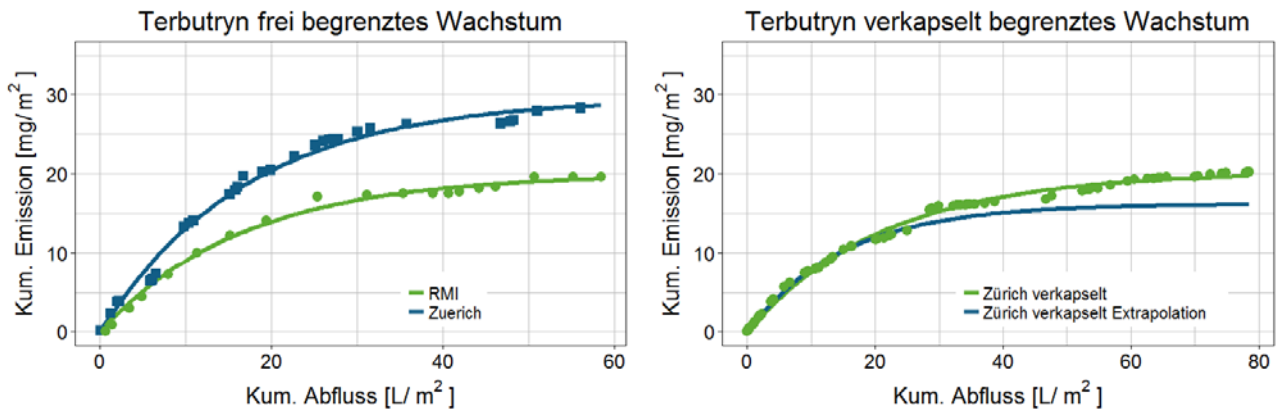 Terbutryn frei begrenztes Wachstum
Kum. Emission [mg/ m²]
30
20
10
0
RMI
Zuerich
0 20 40 60
Kum. Abfluss [L/ m²]
Terbutryn verkapselt begrenztes Wachstum
Kum. Emission [mg/ m²]
30
20
10
0
Zürich verkapselt
Zürich verkapselt Extrapolation
0 20 40 60 80
Kum. Abfluss [L/ m²]